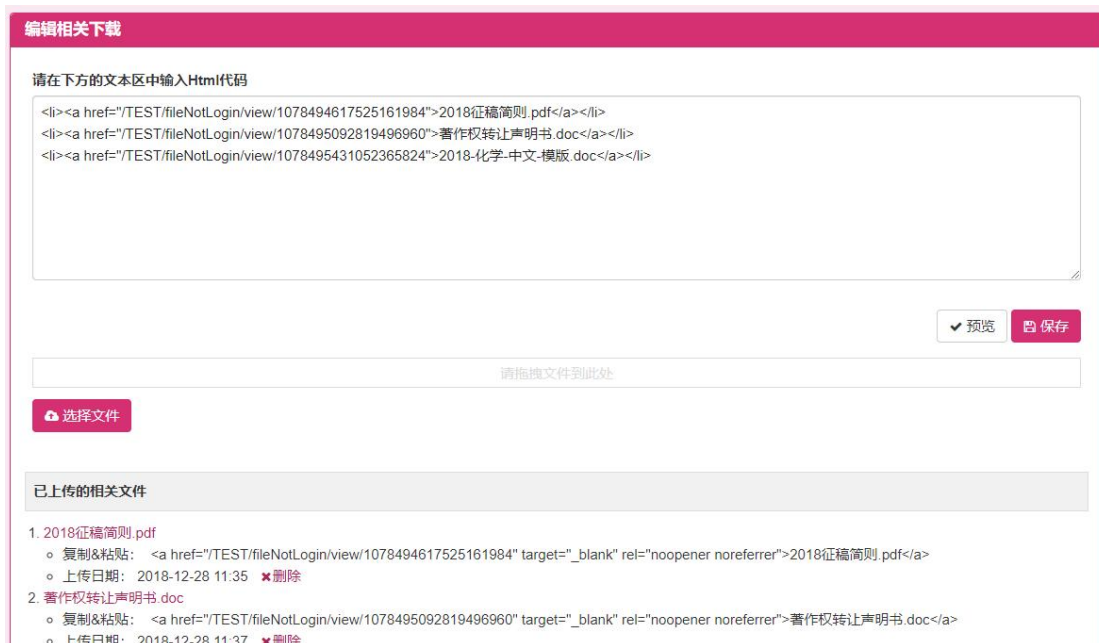 编辑相关下载
请在下方的文本区中输入Html代码
<li><a href="/TEST/fileNotLogin/view/1078494617525161984">2018征稿简则.pdf</a></li>
<li><a href="/TEST/fileNotLogin/view/1078495092819496960">著作权转让声明书.doc</a></li>
<li><a href="/TEST/fileNotLogin/view/1078495431052365824">2018-化学-中文-模版.doc</a></li>
预览 保存
请拖拽文件到此处
选择文件
已上传的相关文件
1. 2018征稿简则.pdf
复制&粘贴: <a href="/TEST/fileNotLogin/view/1078494617525161984" target="_blank" rel="noopener noreferrer">2018征稿简则.pdf</a>
上传日期: 2018-12-28 11:35 ✖删除
2. 著作权转让声明书.doc
复制&粘贴: <a href="/TEST/fileNotLogin/view/1078495092819496960" target="_blank" rel="noopener noreferrer">著作权转让声明书.doc</a>
上传日期: 2018-12-28 11:37 ✖删除